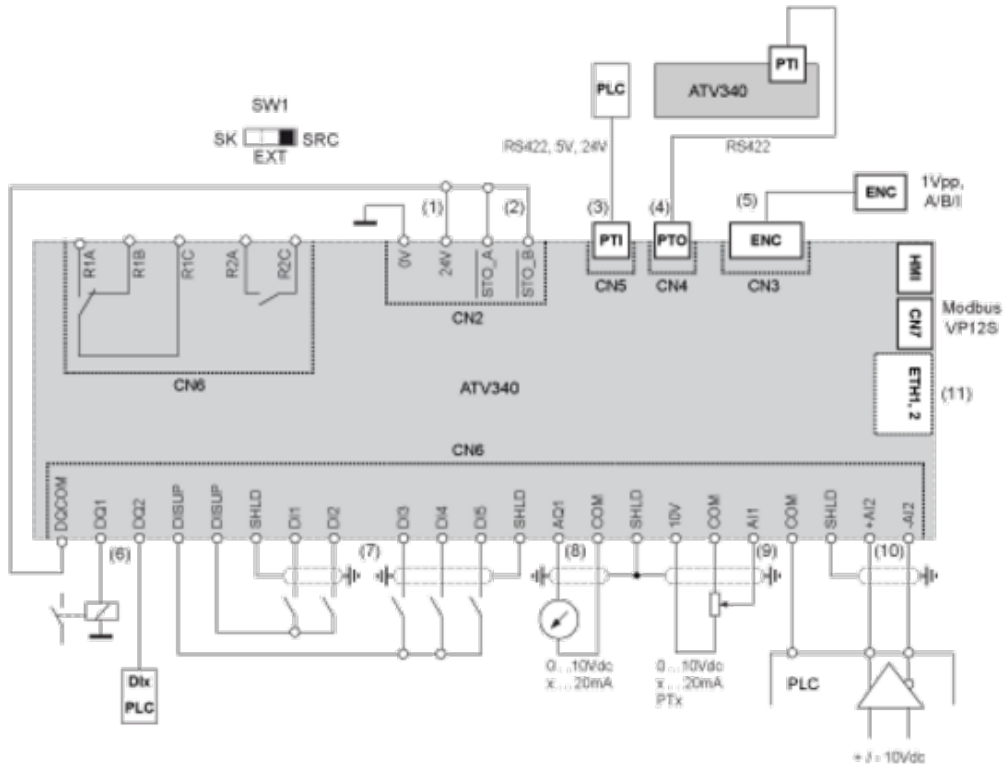 PTI
PLC
ATV340
SW1
SK
SRC
EXT
RS422, 5V, 24V
RS422
(1)
(2)
(3)
(4)
(5)
ENC
1Vpp,
A/B/I
PTI
PTO
ENC
R1A
R1B
R1C
R2A
R2C
0V
24V
STO_A
STO_B
CN5
CN4
CN3
HMI
CN2
CN7
Modbus
VP12S
CN6
ATV340
ETH1, 2
(11)
CN6
DQCOM
DQ1
DQ2
DISUP
DISUP
SHLD
DI1
DI2
DI3
DI4
DI5
SHLD
AQ1
COM
SHLD
10V
COM
AI1
COM
SHLD
+AI2
-AI2
(6)
(7)
(8)
(9)
(10)
0...10Vdc
x...20mA
0...10Vdc
x...20mA
PTx
PLC
DIx
PLC
+ / - 10Vdc